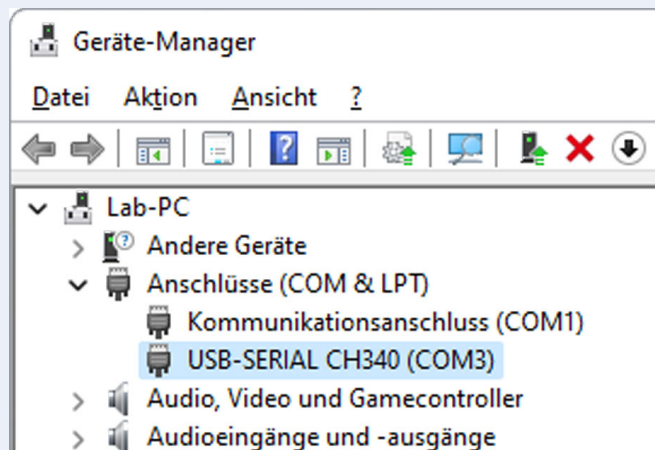 Geräte-Manager
Datei Aktion Ansicht ?
Lab-PC
Andere Geräte
Anschlüsse (COM & LPT)
Kommunikationsanschluss (COM1)
USB-SERIAL CH340 (COM3)
Audio, Video und Gamecontroller
Audioeingänge und -ausgänge